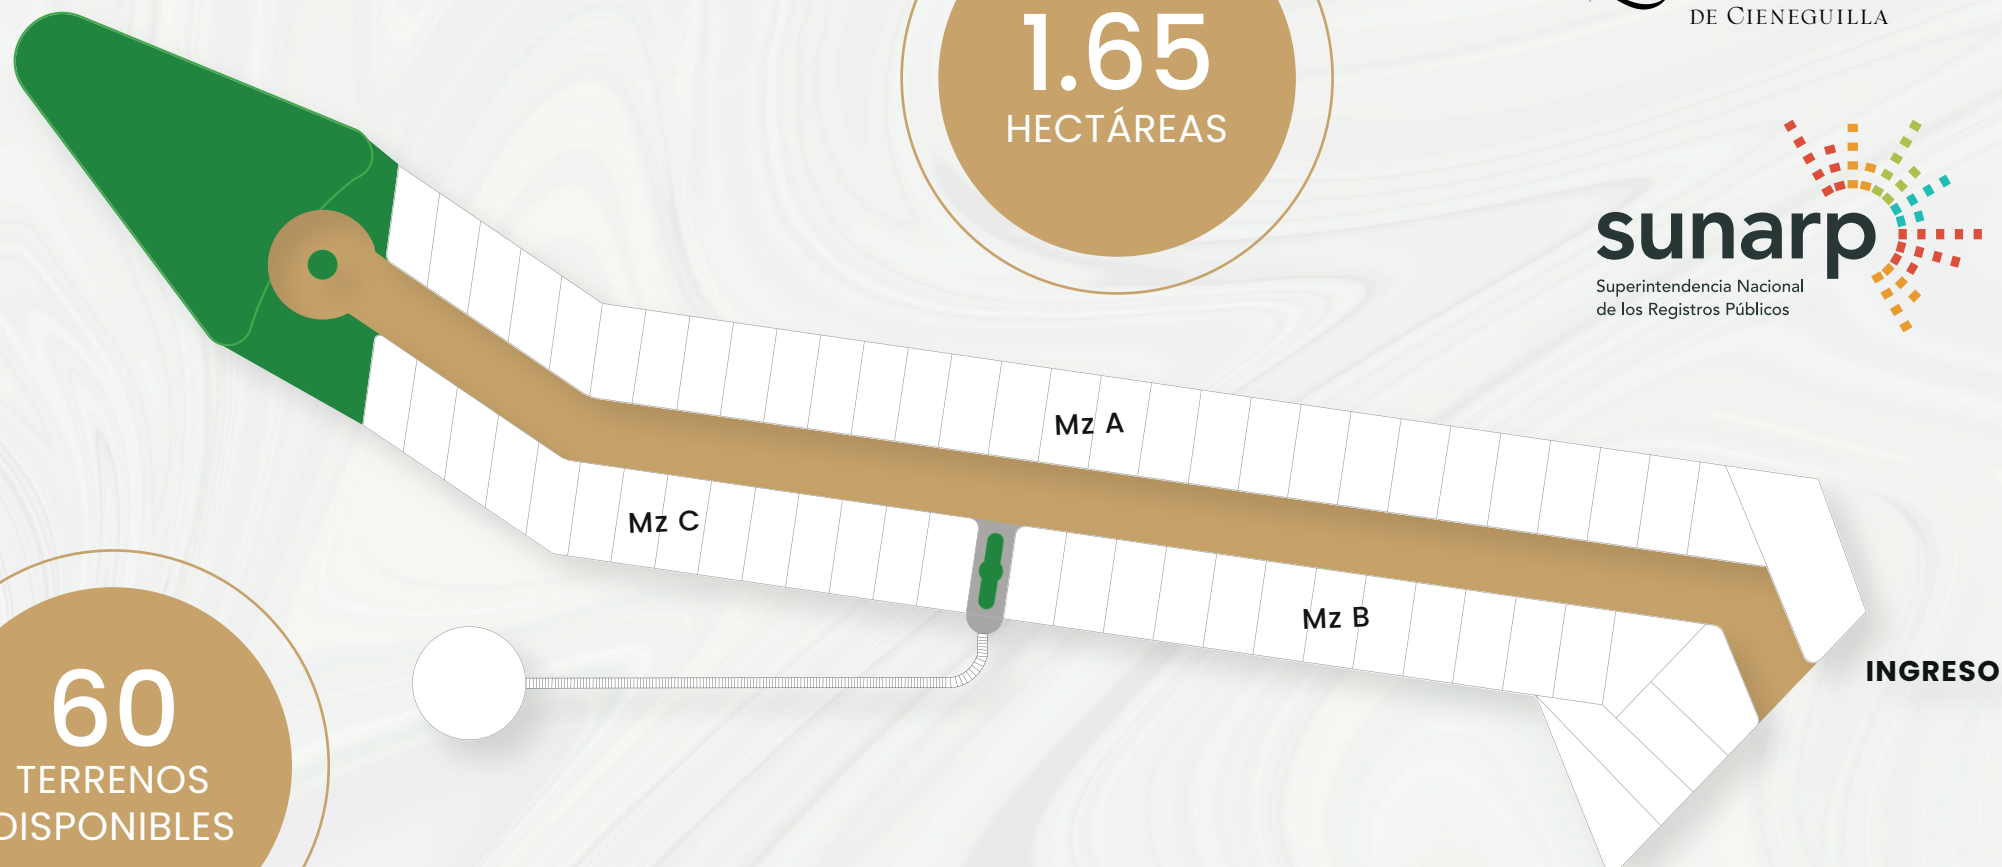 DE CIENEGUILLA
1.65
HECTÁREAS
sunarp
Superintendencia Nacional
de los Registros Públicos
Mz A
Mz C
Mz B
INGRESO
60
TERRENOS
DISPONIBLES